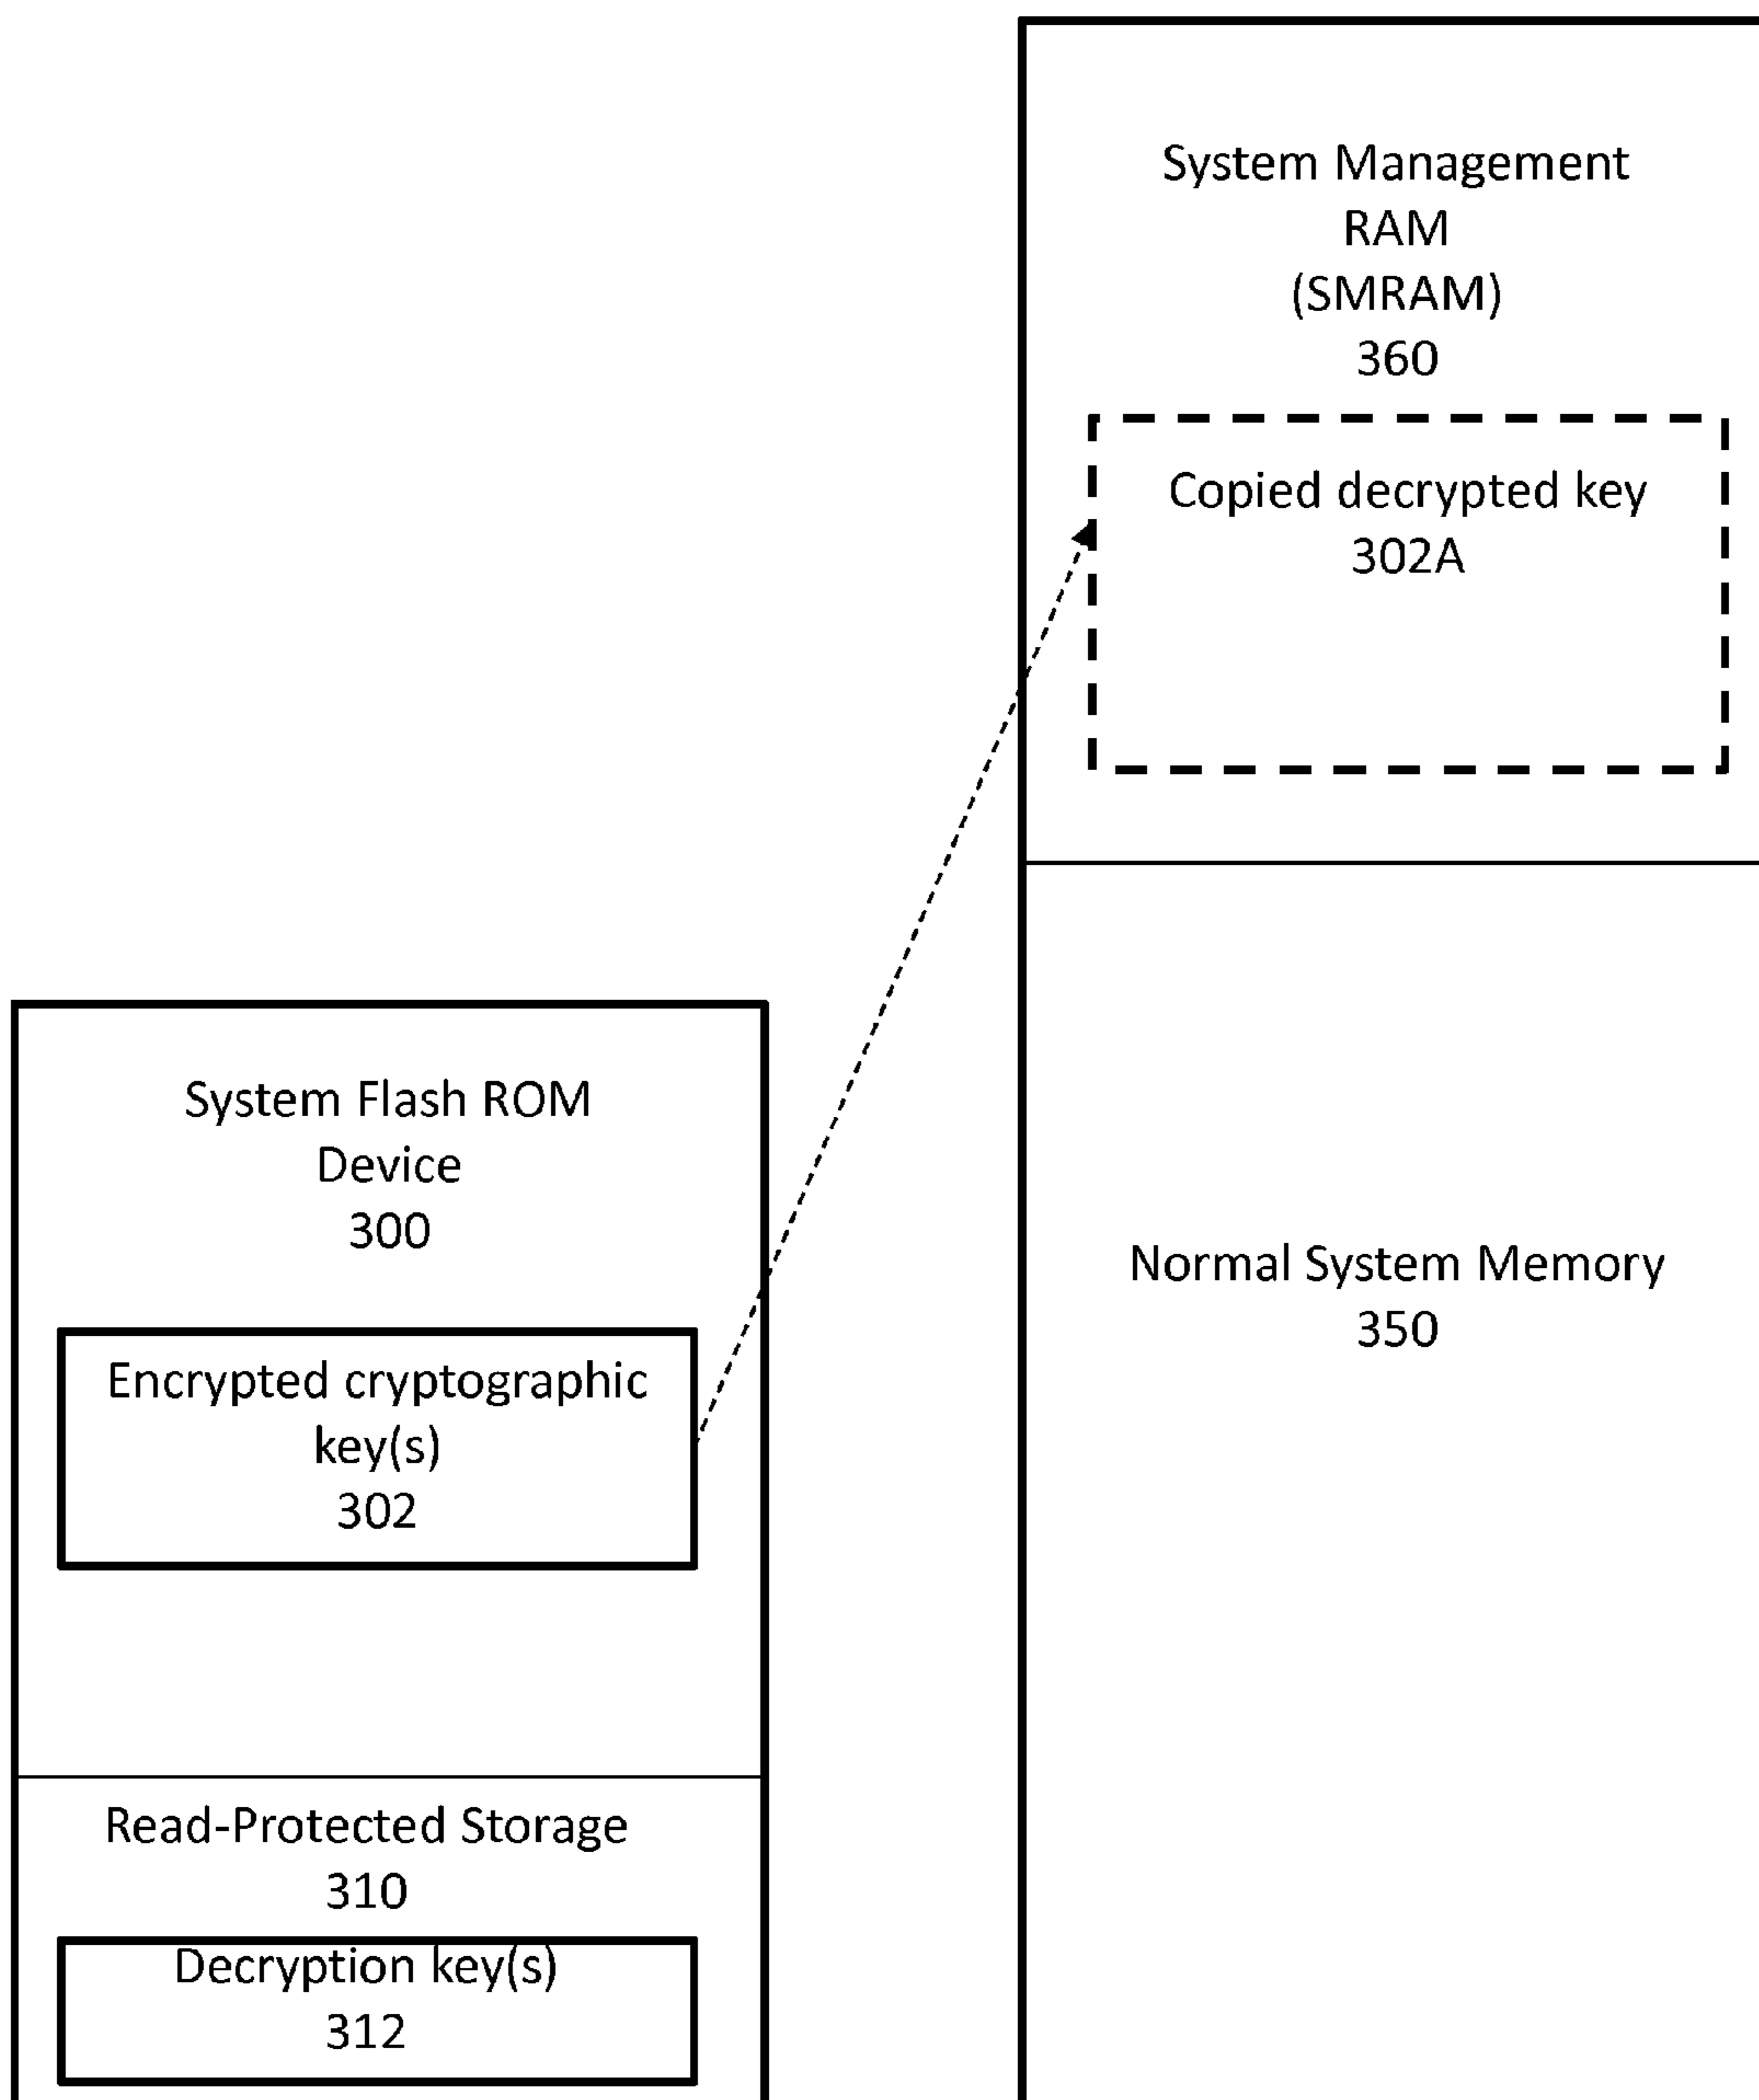 System Management
RAM
(SMRAM)
360
Copied decrypted key
302A
System Flash ROM
Device
300
Encrypted cryptographic
key(s)
302
Normal System Memory
350
Read-Protected Storage
310
Decryption key(s)
312